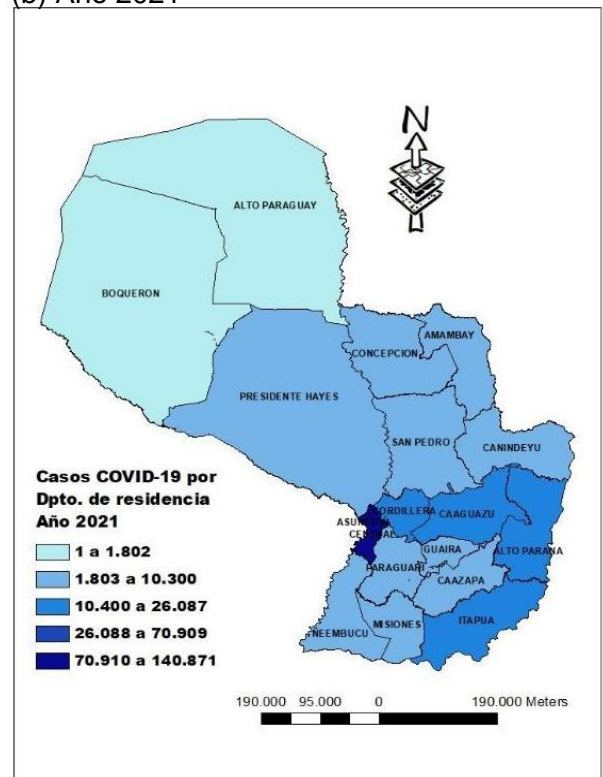 (b) Año 2021
N
ALTO PARAGUAY
BOQUERON
AMAMBAY
CONCEPCION
PRESIDENTE HAYES
SAN PEDRO
CANINDEYU
Casos COVID-19 por
Dpto. de residencia
Año 2021
1 a 1.802
1.803 a 10.300
10.400 a 26.087
26.088 a 70.909
70.910 a 140.871
CORDILLERA
CAAGUAZU
ASUNCION
CENTRAL
GUAIRA
ALTO PARANA
PARAGUARI
CAAZAPA
ÑEEMBUCU
MISIONES
ITAPUA
190.000 95.000 0 190.000 Meters